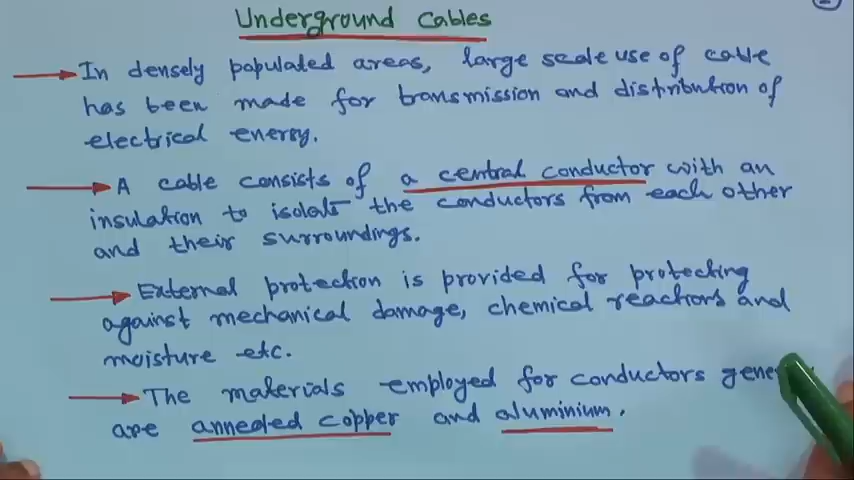 Underground Cables
In densely populated areas, large scale use of cable
has been made for transmission and distribution of
electrical energy.
A cable consists of a central conductor with an
insulation to isolate the conductors from each other
and their surroundings.
External protection is provided for protecting
against mechanical damage, chemical reactions and
moisture etc.
The materials employed for conductors
are annealed copper and aluminium.